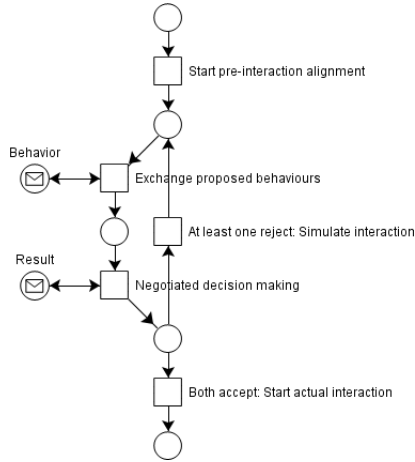 Start pre-interaction alignment
Behavior
Exchange proposed behaviours
At least one reject: Simulate interaction
Result
Negotiated decision making
Both accept: Start actual interaction